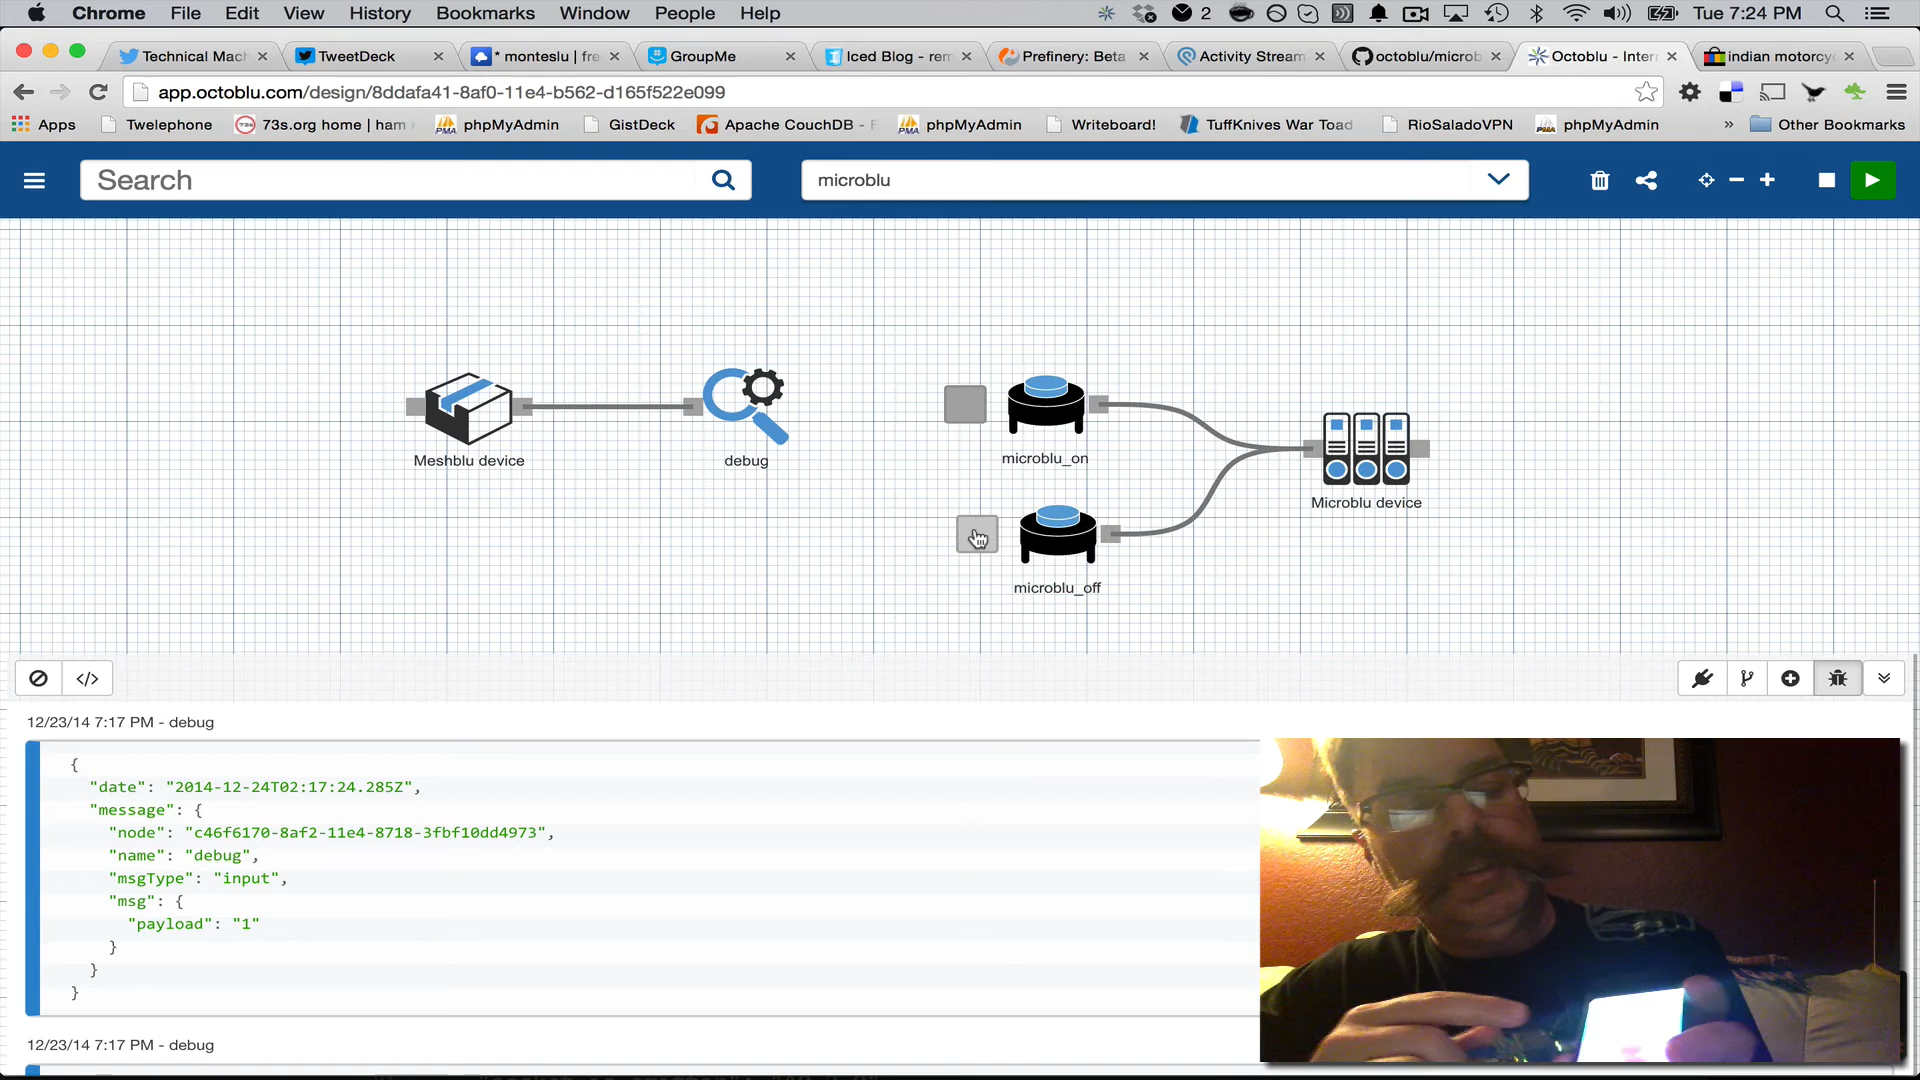 Chrome File Edit View History Bookmarks Window People Help 2 Tue 7:24 PM
Technical Mach TweetDeck * monteslu | fre GroupMe Iced Blog - rem Prefinery: Beta Activity Stream octoblu/microb Octoblu - Inter indian motorcy
app.octoblu.com/design/8ddafa41-8af0-11e4-b562-d165f522e099
Apps Twelephone 73s.org home | ham phpMyAdmin GistDeck Apache CouchDB - F phpMyAdmin Writeboard! TuffKnives War Toad RioSaladoVPN phpMyAdmin » Other Bookmarks
Search microblu
Meshblu device
debug
microblu_on
Microblu device
microblu_off
</>
12/23/14 7:17 PM - debug
{
"date": "2014-12-24T02:17:24.285Z",
"message": {
"node": "c46f6170-8af2-11e4-8718-3fbf10dd4973",
"name": "debug",
"msgType": "input",
"msg": {
"payload": "1"
}
}
}
12/23/14 7:17 PM - debug